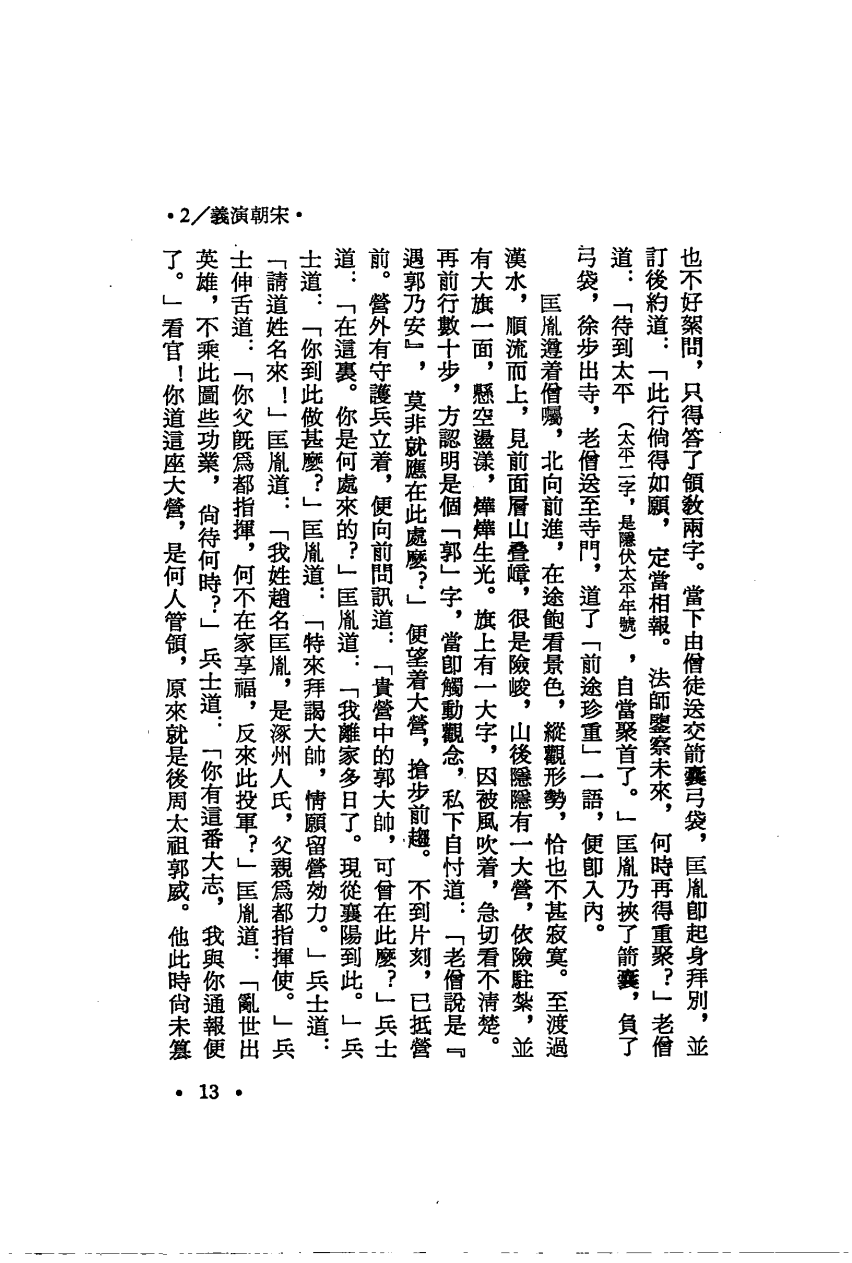 •2/義演朝宋•
也不好絮問，只得答了領敎兩字。當下由僧徒送交箭囊弓袋，匡胤卽起身拜別，並
訂後約道：「此行倘得如願，定當相報。法師鑒察未來，何時再得重聚？」老僧
道：「待到太平（太平二字，是隱伏太平年號），自當聚首了。」匡胤乃挾了箭囊，負了
弓袋，徐步出寺，老僧送至寺門，道了「前途珍重」一語，便卽入內。
匡胤遵着僧囑，北向前進，在途飽看景色，縱觀形勢，恰也不甚寂寞。至渡過
漢水，順流而上，見前面層山疊嶂，很是險峻，山後隱隱有一大營，依險駐紮，並
有大旗一面，懸空盪漾，燁燁生光。旗上有一大字，因被風吹着，急切看不清楚。
再前行數十步，方認明是個「郭」字，當卽觸動觀念，私下自忖道：「老僧說是『
遇郭乃安』，莫非就應在此處麽？」便望着大營，搶步前趨。不到片刻，已抵營
前。營外有守護兵立着，便向前問訊道：「貴營中的郭大帥，可曾在此麽？」兵士
道：「在這裏。你是何處來的？」匡胤道：「我離家多日了。現從襄陽到此。」兵
士道：「你到此做甚麽？」匡胤道：「特來拜謁大帥，情願留營効力。」兵士道：
「請道姓名來！」匡胤道：「我姓趙名匡胤，是涿州人氏，父親爲都指揮使。」兵
士伸舌道：「你父旣爲都指揮，何不在家享福，反來此投軍？」匡胤道：「亂世出
英雄，不乘此圖些功業，尙待何時？」兵士道：「你有這番大志，我與你通報便
了。」看官！你道這座大營，是何人管領，原來就是後周太祖郭威。他此時尙未篡
• 13 •